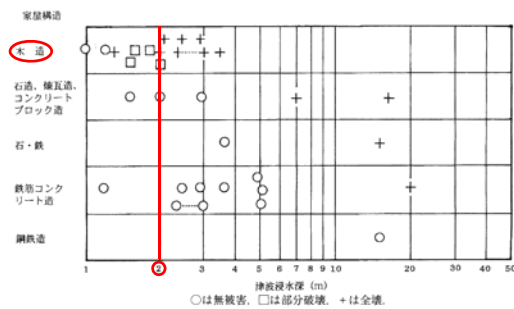 家屋構造
木 造
石造、煉瓦造、
コンクリート
ブロック造
石・鉄
鉄筋コンク
リート造
鋼鉄造
1 2 3 4 5 6 7 8 9 10 20 30 40 50
津波浸水深 (m)
○は無被害, □は部分破壊, +は全壊.